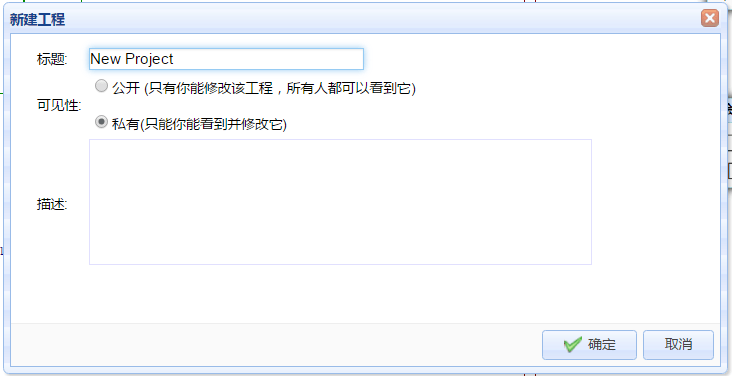 新建工程
标题: New Project
可见性:
公开 (只有你能修改该工程，所有人都可以看到它)
私有(只能你能看到并修改它)
描述:
确定 取消